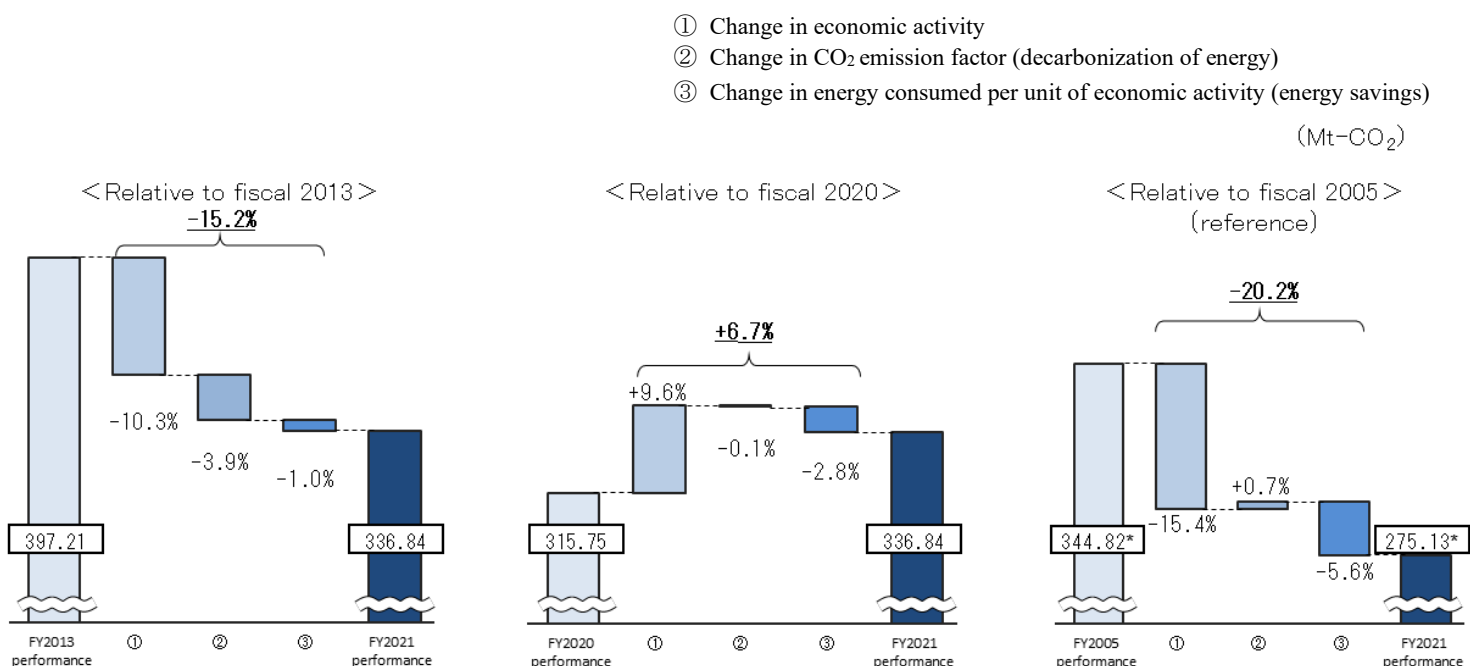 ① Change in economic activity
② Change in CO₂ emission factor (decarbonization of energy)
③ Change in energy consumed per unit of economic activity (energy savings)
(Mt-CO₂)
<Relative to fiscal 2013>
-15.2%
-10.3%
-3.9%
-1.0%
397.21
336.84
FY2013
performance
①
②
③
FY2021
performance
<Relative to fiscal 2020>
+6.7%
+9.6%
-0.1%
-2.8%
315.75
336.84
FY2020
performance
①
②
③
FY2021
performance
<Relative to fiscal 2005>
(reference)
-20.2%
+0.7%
-15.4%
-5.6%
344.82*
275.13*
FY2005
performance
①
②
③
FY2021
performance